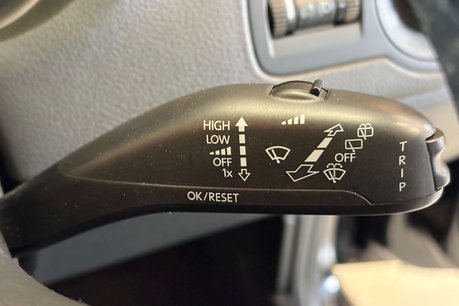 HIGH
LOW
OFF
1x
OFF
TRIP
OK/RESET